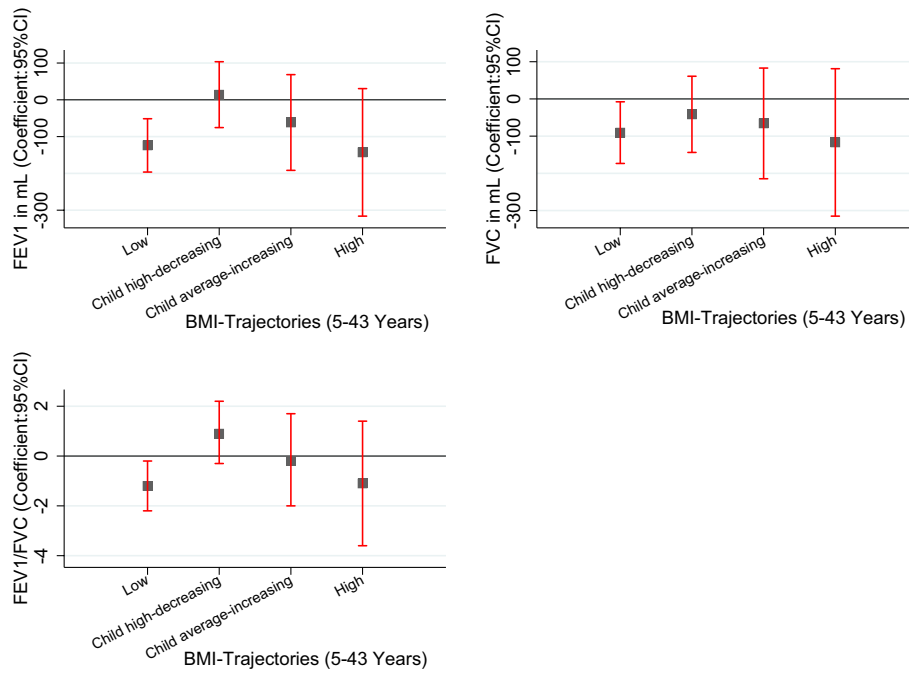 FEV1 in mL (Coefficient:95%CI)
100
0
-100
-300
Low
Child high-decreasing
Child average-increasing
High
BMI-Trajectories (5-43 Years)
FVC in mL (Coefficient:95%CI)
100
0
-100
-300
Low
Child high-decreasing
Child average-increasing
High
BMI-Trajectories (5-43 Years)
FEV1/FVC (Coefficient:95%CI)
2
0
-2
-4
Low
Child high-decreasing
Child average-increasing
High
BMI-Trajectories (5-43 Years)